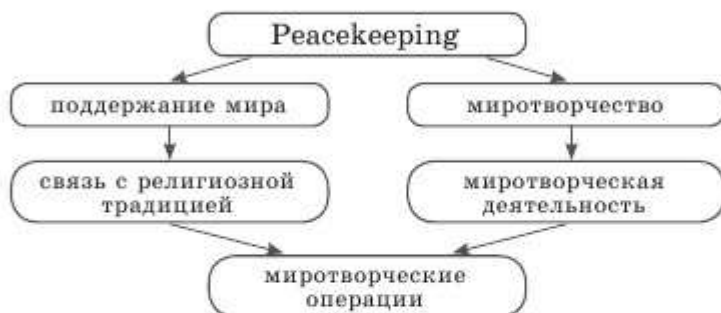 Peacekeeping
поддержание мира
миротворчество
связь с религиозной
традицией
миротворческая
деятельность
миротворческие
операции